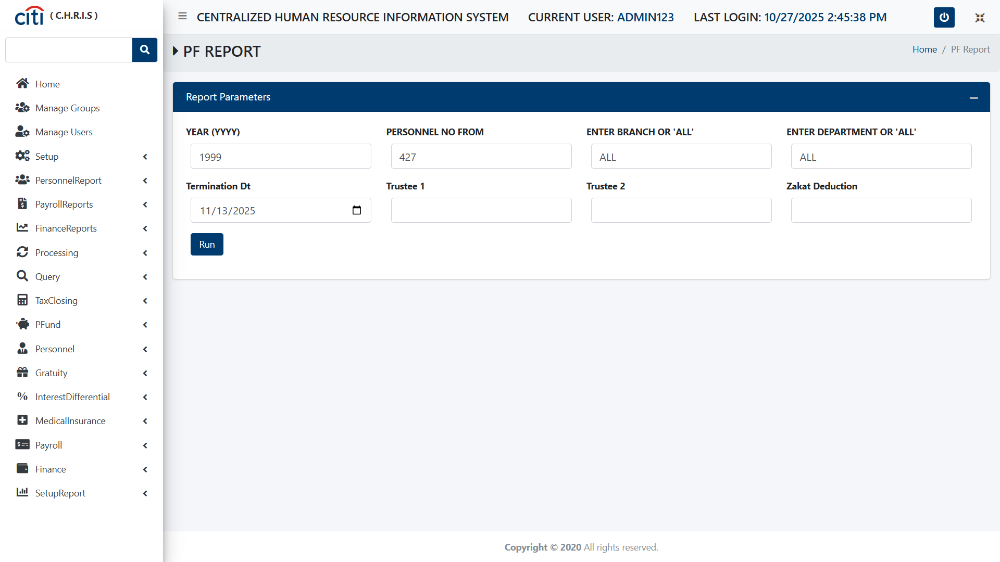 citi ( C.H.R.I.S )
CENTRALIZED HUMAN RESOURCE INFORMATION SYSTEM CURRENT USER: ADMIN123 LAST LOGIN: 10/27/2025 2:45:38 PM
PF REPORT
Home / PF Report
Home
Manage Groups
Manage Users
Setup
PersonnelReport
PayrollReports
FinanceReports
Processing
Query
TaxClosing
PFund
Personnel
Gratuity
% InterestDifferential
MedicalInsurance
Payroll
Finance
SetupReport
Report Parameters
YEAR (YYYY) PERSONNEL NO FROM ENTER BRANCH OR 'ALL' ENTER DEPARTMENT OR 'ALL'
1999 427 ALL ALL
Termination Dt Trustee 1 Trustee 2 Zakat Deduction
11/13/2025
Run
Copyright © 2020 All rights reserved.